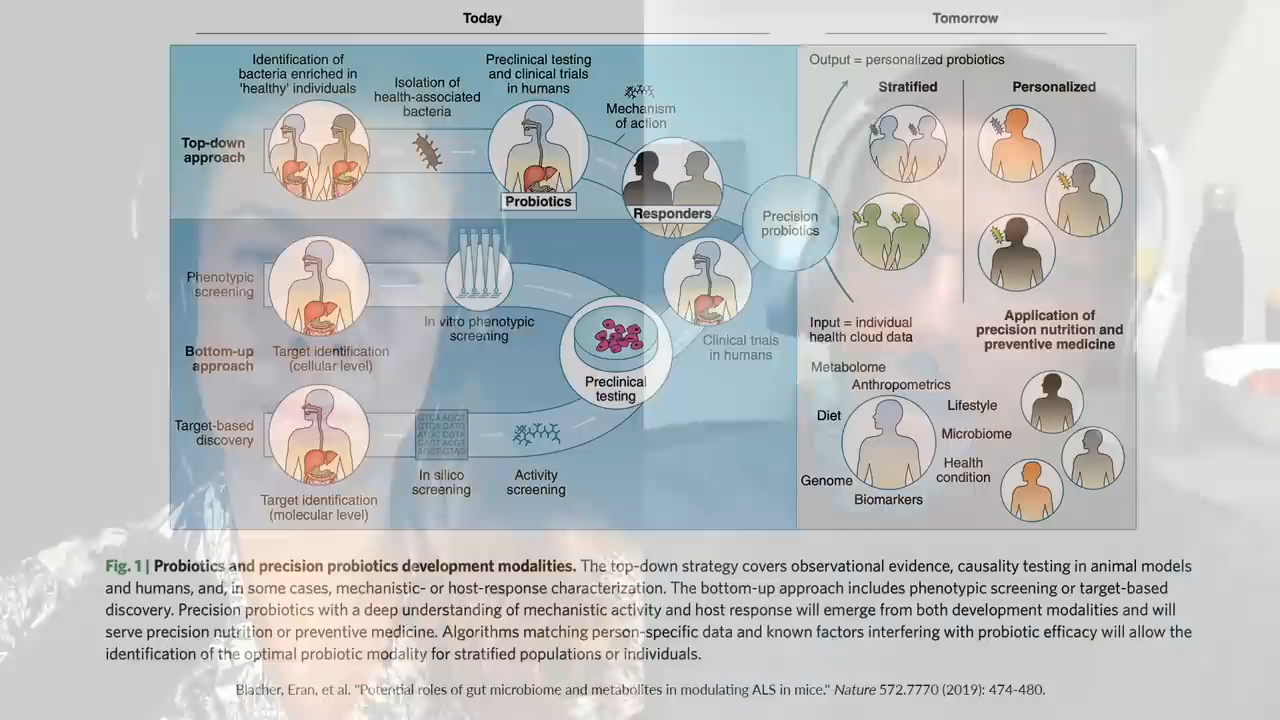 Today
Tomorrow
Identification of
bacteria enriched in
'healthy' individuals
Isolation of
health-associated
bacteria
Preclinical testing
and clinical trials
in humans
Mechanism
of action
Top-down
approach
Probiotics
Responders
Precision
probiotics
Output = personalized probiotics
Stratified
Personalized
Phenotypic
screening
In vitro phenotypic
screening
Bottom-up
approach
Target identification
(cellular level)
Preclinical
testing
Clinical trials
in humans
Target-based
discovery
In silico
screening
Activity
screening
Target identification
(molecular level)
Input = individual
health cloud data
Application of
precision nutrition and
preventive medicine
Metabolome
Anthropometrics
Diet
Lifestyle
Microbiome
Health
condition
Genome
Biomarkers
Fig. 1 | Probiotics and precision probiotics development modalities. The top-down strategy covers observational evidence, causality testing in animal models
and humans, and, in some cases, mechanistic- or host-response characterization. The bottom-up approach includes phenotypic screening or target-based
discovery. Precision probiotics with a deep understanding of mechanistic activity and host response will emerge from both development modalities and will
serve precision nutrition or preventive medicine. Algorithms matching person-specific data and known factors interfering with probiotic efficacy will allow the
identification of the optimal probiotic modality for stratified populations or individuals.
Blacher, Eran, et al. "Potential roles of gut microbiome and metabolites in modulating ALS in mice." Nature 572.7770 (2019): 474-480.